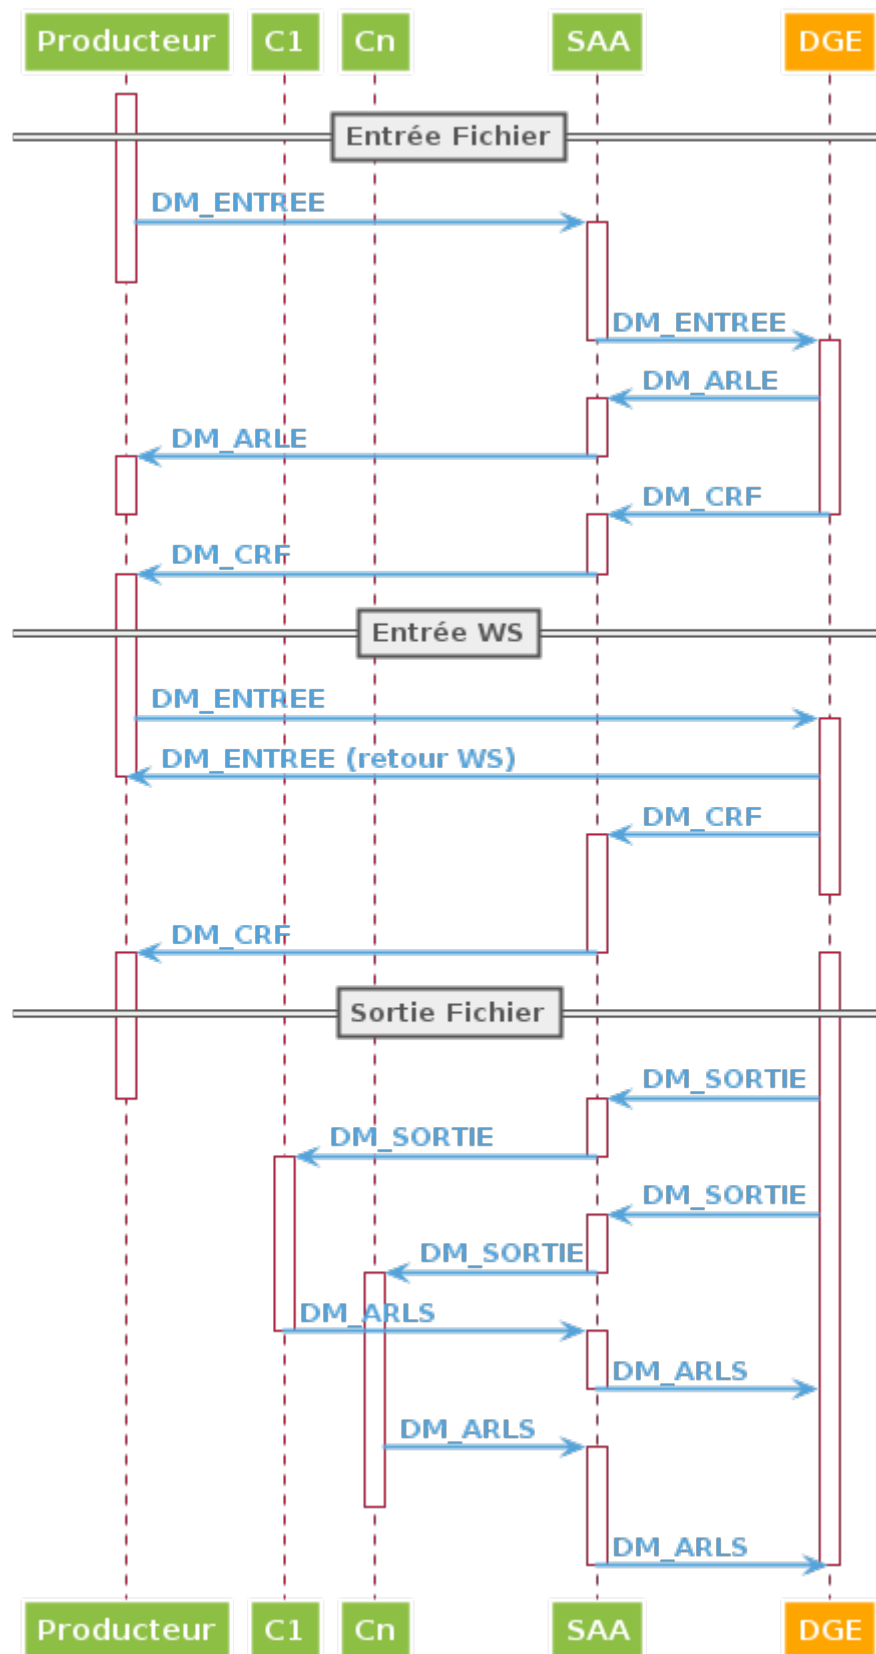 Producteur C1 Cn SAA DGE
Entrée Fichier
DM_ENTREE
DM_ENTREE
DM_ARLE
DM_ARLE
DM_CRF
DM_CRF
Entrée WS
DM_ENTREE
DM_ENTREE (retour WS)
DM_CRF
DM_CRF
Sortie Fichier
DM_SORTIE
DM_SORTIE
DM_SORTIE
DM_SORTIE
DM_ARLS
DM_ARLS
DM_ARLS
DM_ARLS
Producteur C1 Cn SAA DGE